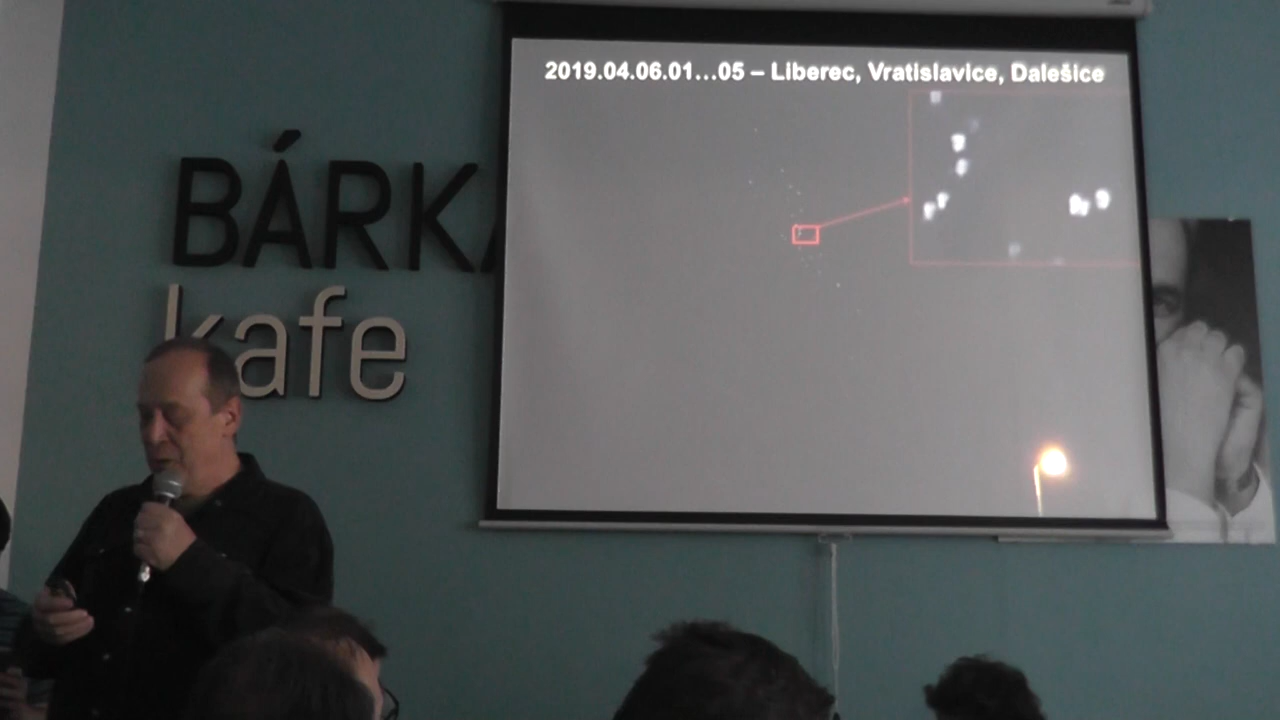 2019.04.06.01…05 – Liberec, Vratislavice, Dalešice
BÁRKA
kafe